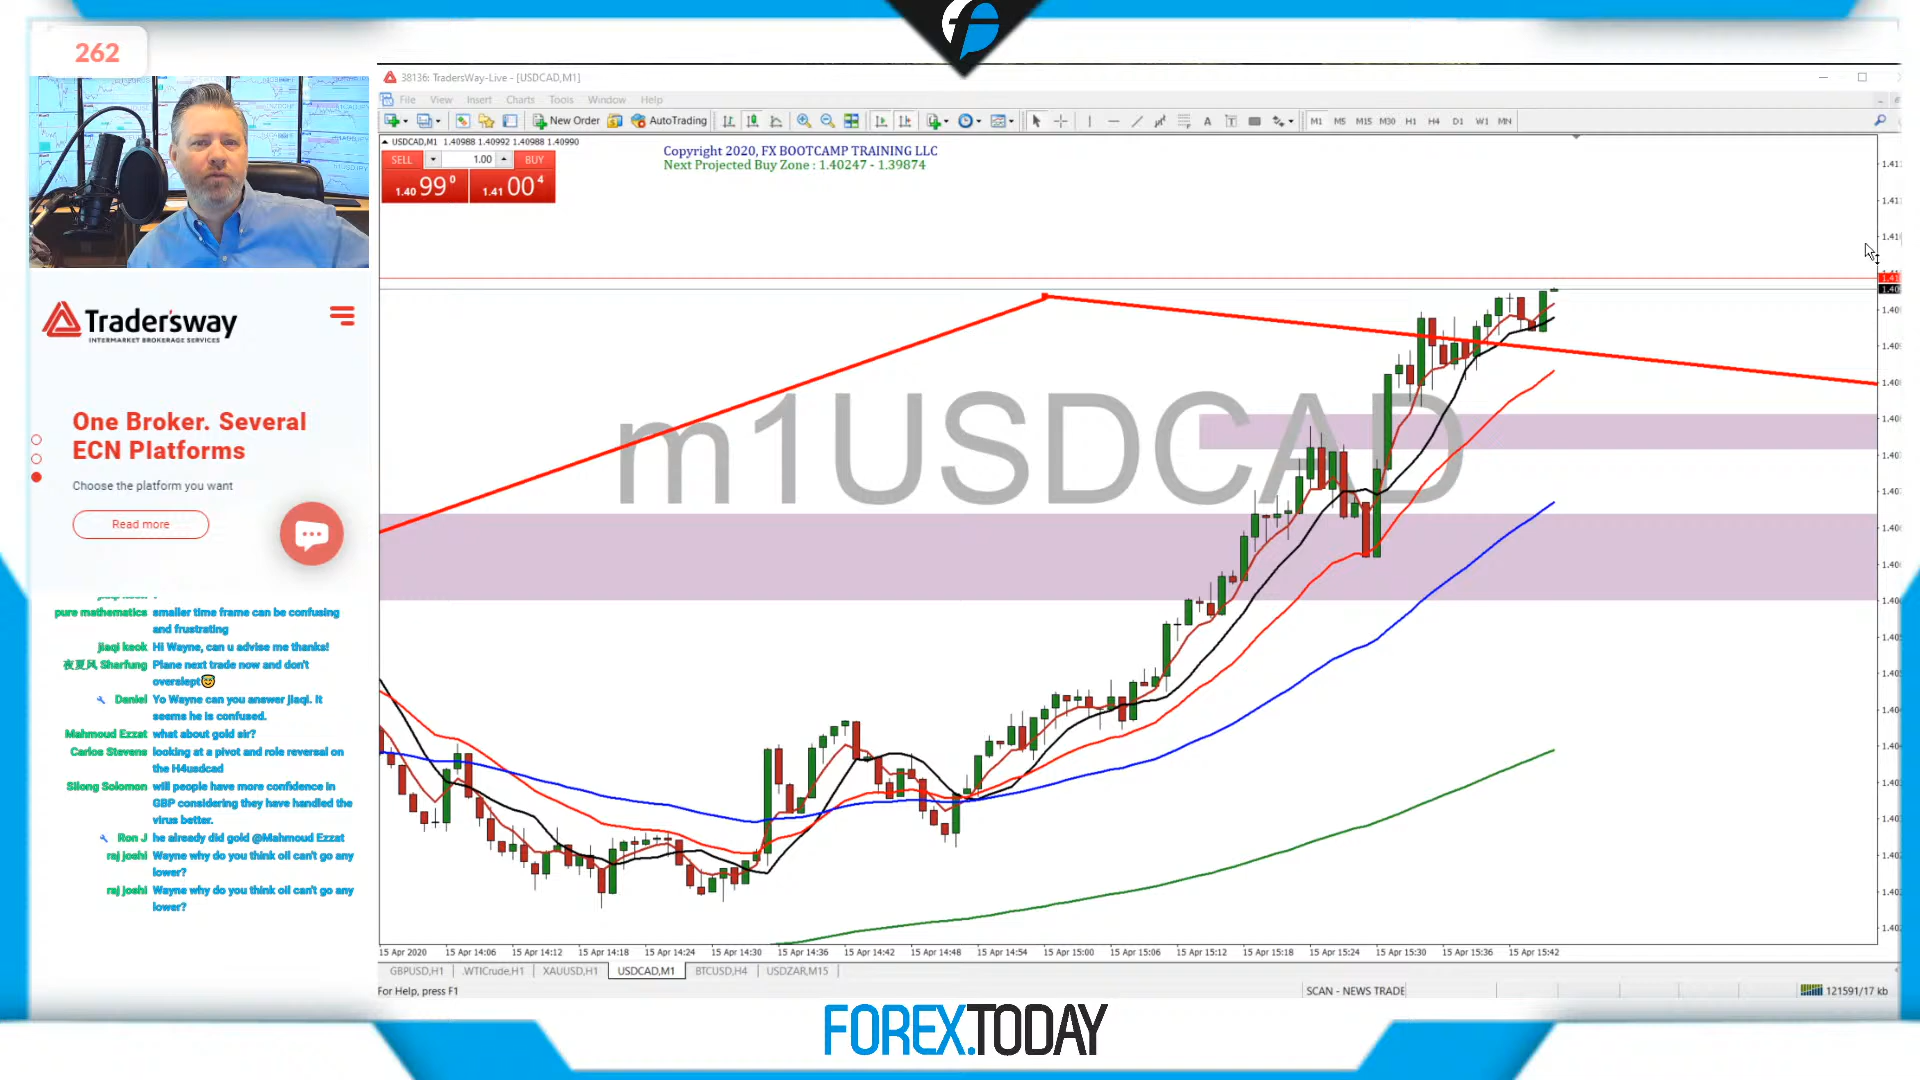 262
38136: TradersWay-Live - [USDCAD,M1]
File View Insert Charts Tools Window Help
New Order AutoTrading M1 M5 M15 M30 H1 H4 D1 W1 MN
USDCAD,M1 1.40988 1.40992 1.40988 1.40990
SELL 1.00 BUY
1.40 99 0 1.41 00 4
Copyright 2020, FX BOOTCAMP TRAINING LLC
Next Projected Buy Zone : 1.40247 - 1.39874
m1USDCAD
Tradersway
INTERMARKET BROKERAGE SERVICES
One Broker. Several
ECN Platforms
Choose the platform you want
Read more
pure mathematics smaller time frame can be confusing
and frustrating
jiaqi keok Hi Wayne, can u advise me thanks!
夜夏风 Sharfung Plane next trade now and don't
overslept
Daniel Yo Wayne can you answer jiaqi. It
seems he is confused.
Mahmoud Ezzat what about gold sir?
Carlos Stevens looking at a pivot and role reversal on
the H4usdcad
Silong Solomon will people have more confidence in
GBP considering they have handled the
virus better.
Ron J he already did gold @Mahmoud Ezzat
raj joshi Wayne why do you think oil can't go any
lower?
raj joshi Wayne why do you think oil can't go any
lower?
15 Apr 2020 15 Apr 14:06 15 Apr 14:12 15 Apr 14:18 15 Apr 14:24 15 Apr 14:30 15 Apr 14:36 15 Apr 14:42 15 Apr 14:48 15 Apr 14:54 15 Apr 15:00 15 Apr 15:06 15 Apr 15:12 15 Apr 15:18 15 Apr 15:24 15 Apr 15:30 15 Apr 15:36 15 Apr 15:42
GBPUSD,H1 .WTICrude,H1 XAUUSD,H1 USDCAD,M1 BTCUSD,H4 USDZAR,M15
For Help, press F1 SCAN - NEWS TRADE 121591/17 kb
FOREX.TODAY